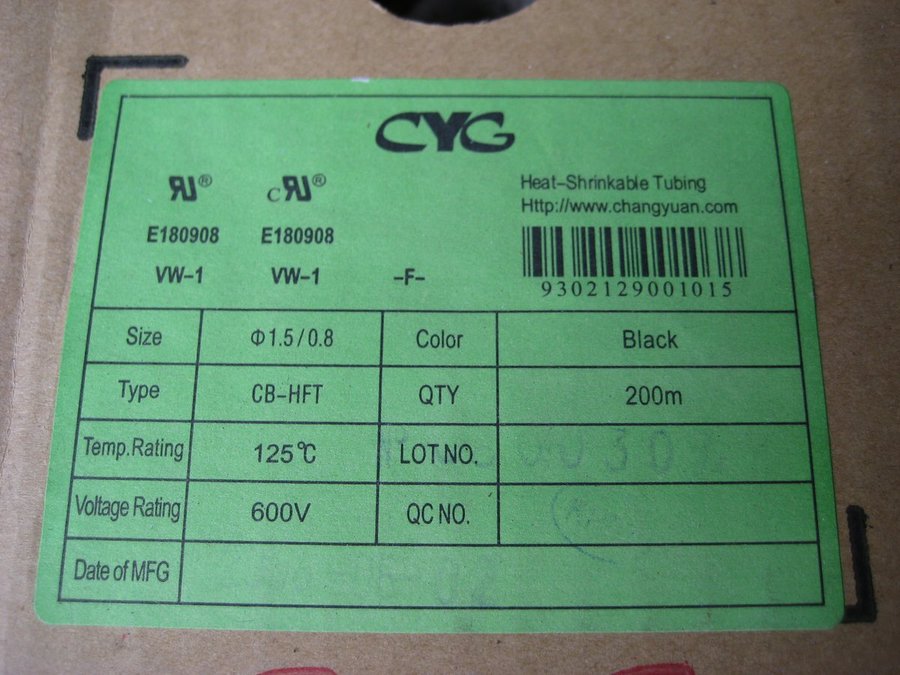 CYG
RU® cRU®
Heat-Shrinkable Tubing
Http://www.changyuan.com
E180908 E180908
VW-1 VW-1 -F-
9302129001015
Size Φ1.5/0.8 Color Black
Type CB-HFT QTY 200m
Temp.Rating 125℃ LOT NO.
Voltage Rating 600V QC NO.
Date of MFG